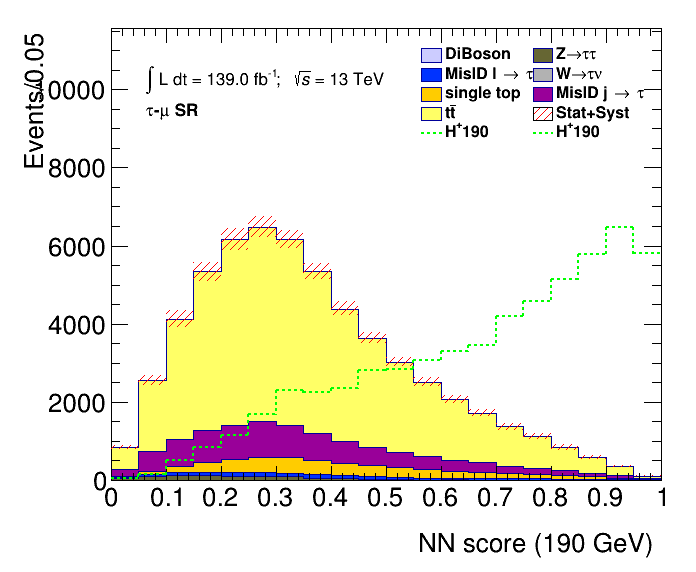 Events/0.05
∫ L dt = 139.0 fb⁻¹; √s = 13 TeV
τ-μ SR
DiBoson
Z→ττ
MisID l → τ
W→τν
single top
MisID j → τ
tt̄
Stat+Syst
H⁺190
H⁺190
0000
8000
6000
4000
2000
0
0 0.1 0.2 0.3 0.4 0.5 0.6 0.7 0.8 0.9 1
NN score (190 GeV)